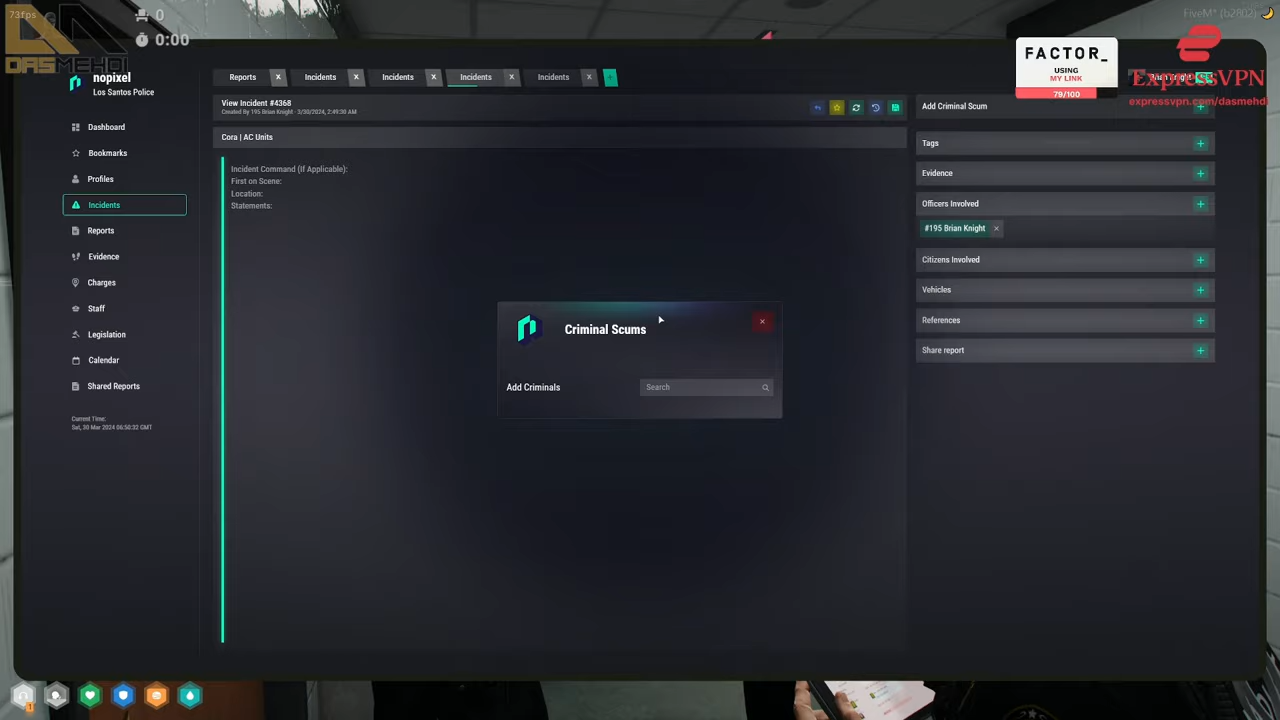 73fps
0
0:00
FiveM* (b2802)
DASMEHDI
FACTOR_
USING
MY LINK
79/100
ExpressVPN
expressvpn.com/dasmehdi
nopixel
Los Santos Police
Reports x
Incidents x
Incidents x
Incidents x
Incidents x
+
Dashboard
Bookmarks
Profiles
Incidents
Reports
Evidence
Charges
Staff
Legislation
Calendar
Shared Reports
Current Time:
Sat, 30 Mar 2024 06:50:32 GMT
View Incident #4368
Created By 195 Brian Knight - 3/30/2024, 2:49:30 AM
Cora | AC Units
Incident Command (If Applicable):
First on Scene:
Location:
Statements:
Criminal Scums
x
Add Criminals
Search
Add Criminal Scum +
Tags +
Evidence +
Officers Involved +
#195 Brian Knight x
Citizens Involved +
Vehicles +
References +
Share report +
1